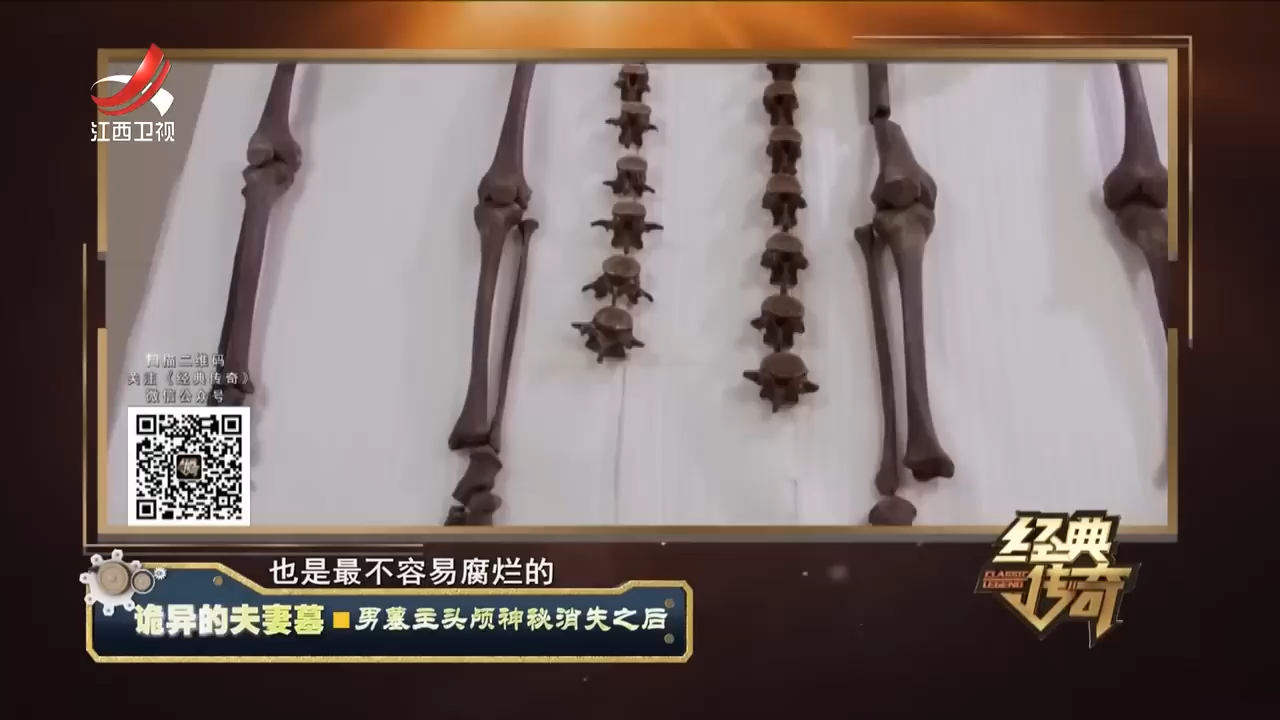 江西卫视
扫描二维码
关注《经典传奇》
微信公众号
也是最不容易腐烂的
诡异的夫妻墓 男墓主头颅神秘消失之后
经典
CLASSIC
LEGEND
传奇